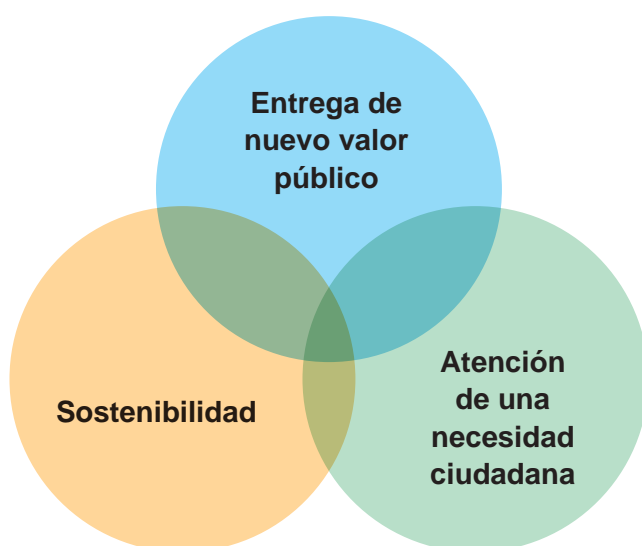 Entrega de
nuevo valor
público
Sostenibilidad
Atención
de una
necesidad
ciudadana